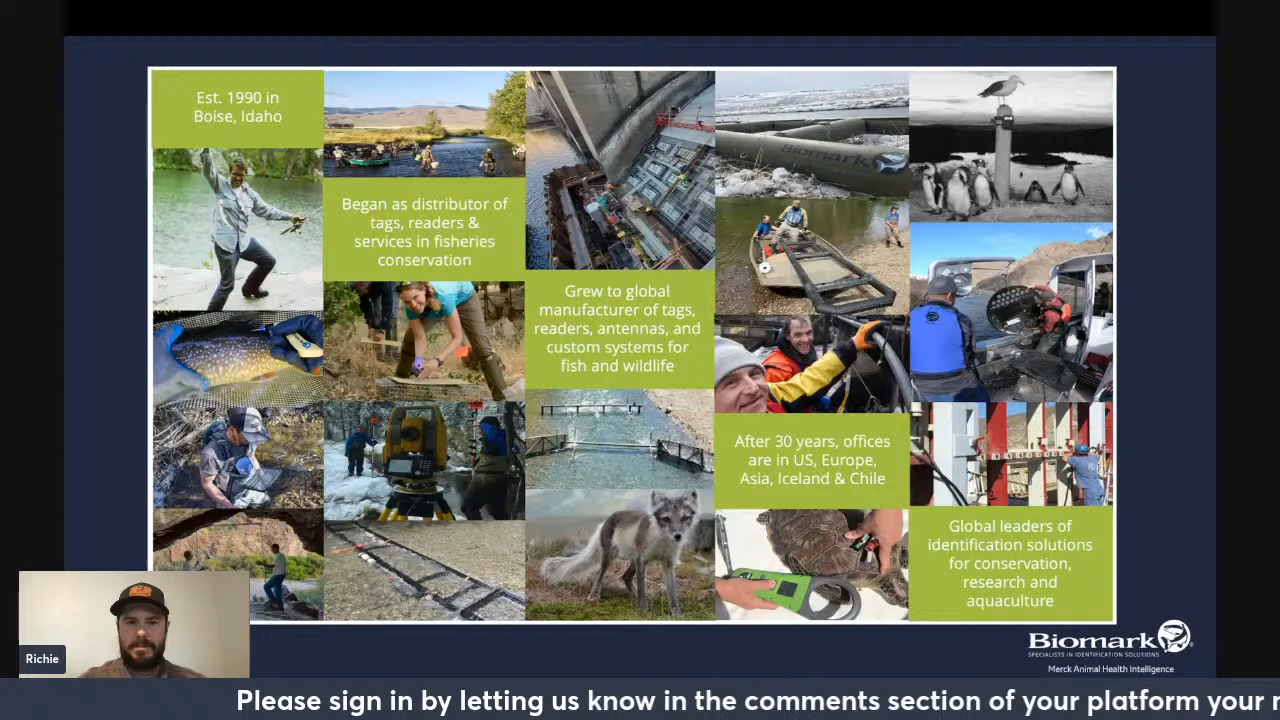 Est. 1990 in
Boise, Idaho
Began as distributor of
tags, readers &
services in fisheries
conservation
Biomark
Grew to global
manufacturer of tags,
readers, antennas, and
custom systems for
fish and wildlife
After 30 years, offices
are in US, Europe,
Asia, Iceland & Chile
Global leaders of
identification solutions
for conservation,
research and
aquaculture
Richie
Biomark
SPECIALISTS IN IDENTIFICATION SOLUTIONS
Merck Animal Health Intelligence
Please sign in by letting us know in the comments section of your platform your